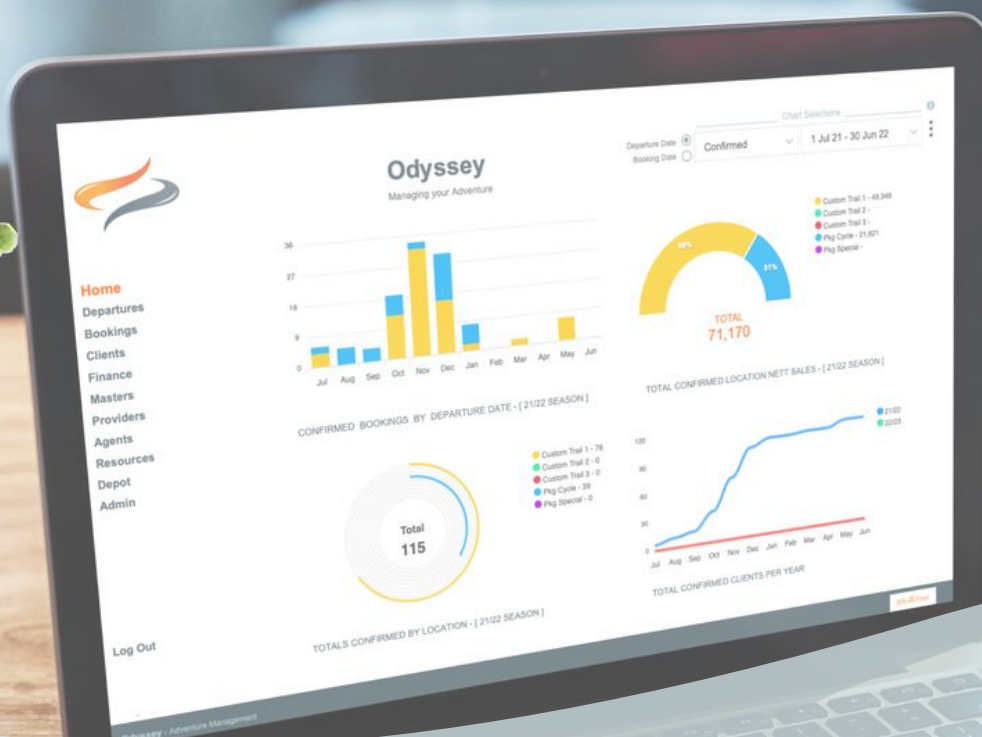 Odyssey
Managing your Adventure
Chart Selections
Departure Date
Booking Date
Confirmed
1 Jul 21 - 30 Jun 22
Home
Departures
Bookings
Clients
Finance
Masters
Providers
Agents
Resources
Depot
Admin
Log Out
36
27
18
9
0
Jul Aug Sep Oct Nov Dec Jan Feb Mar Apr May Jun
CONFIRMED BOOKINGS BY DEPARTURE DATE - [ 21/22 SEASON ]
Custom Trail 1 - 49,349
Custom Trail 2 -
Custom Trail 3 -
Pkg Cycle - 21,821
Pkg Special -
31%
TOTAL
71,170
TOTAL CONFIRMED LOCATION NETT SALES - [ 21/22 SEASON ]
Custom Trail 1 - 76
Custom Trail 2 - 0
Custom Trail 3 - 0
Pkg Cycle - 39
Pkg Special - 0
Total
115
TOTALS CONFIRMED BY LOCATION - [ 21/22 SEASON ]
21/22
22/23
120
90
60
30
0
Jul Aug Sep Oct Nov Dec Jan Feb Mar Apr May Jun
TOTAL CONFIRMED CLIENTS PER YEAR
Odyssey - Adventure Management